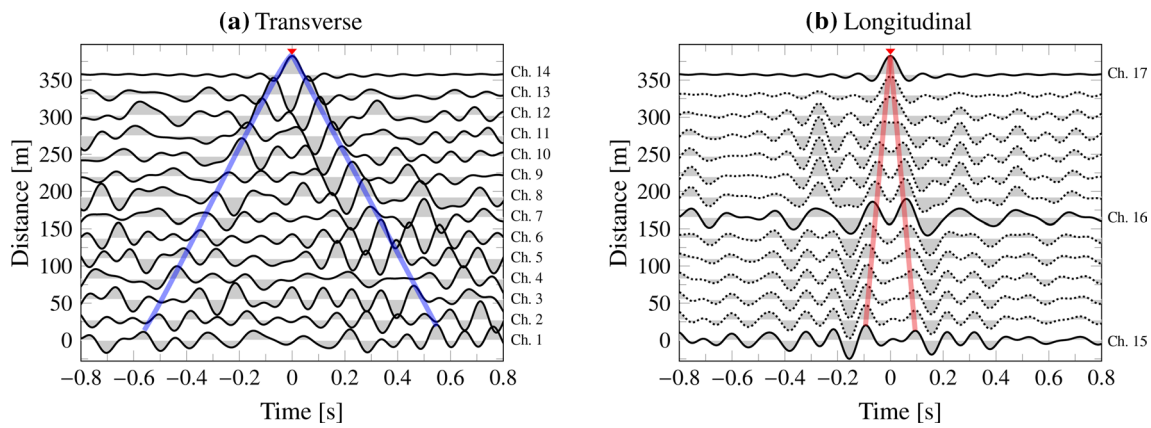 (a) Transverse
Distance [m]
350
300
250
200
150
100
50
0
Ch. 14
Ch. 13
Ch. 12
Ch. 11
Ch. 10
Ch. 9
Ch. 8
Ch. 7
Ch. 6
Ch. 5
Ch. 4
Ch. 3
Ch. 2
Ch. 1
−0.8 −0.6 −0.4 −0.2 0 0.2 0.4 0.6 0.8
Time [s]
(b) Longitudinal
Distance [m]
350
300
250
200
150
100
50
0
Ch. 17
Ch. 16
Ch. 15
−0.8 −0.6 −0.4 −0.2 0 0.2 0.4 0.6 0.8
Time [s]